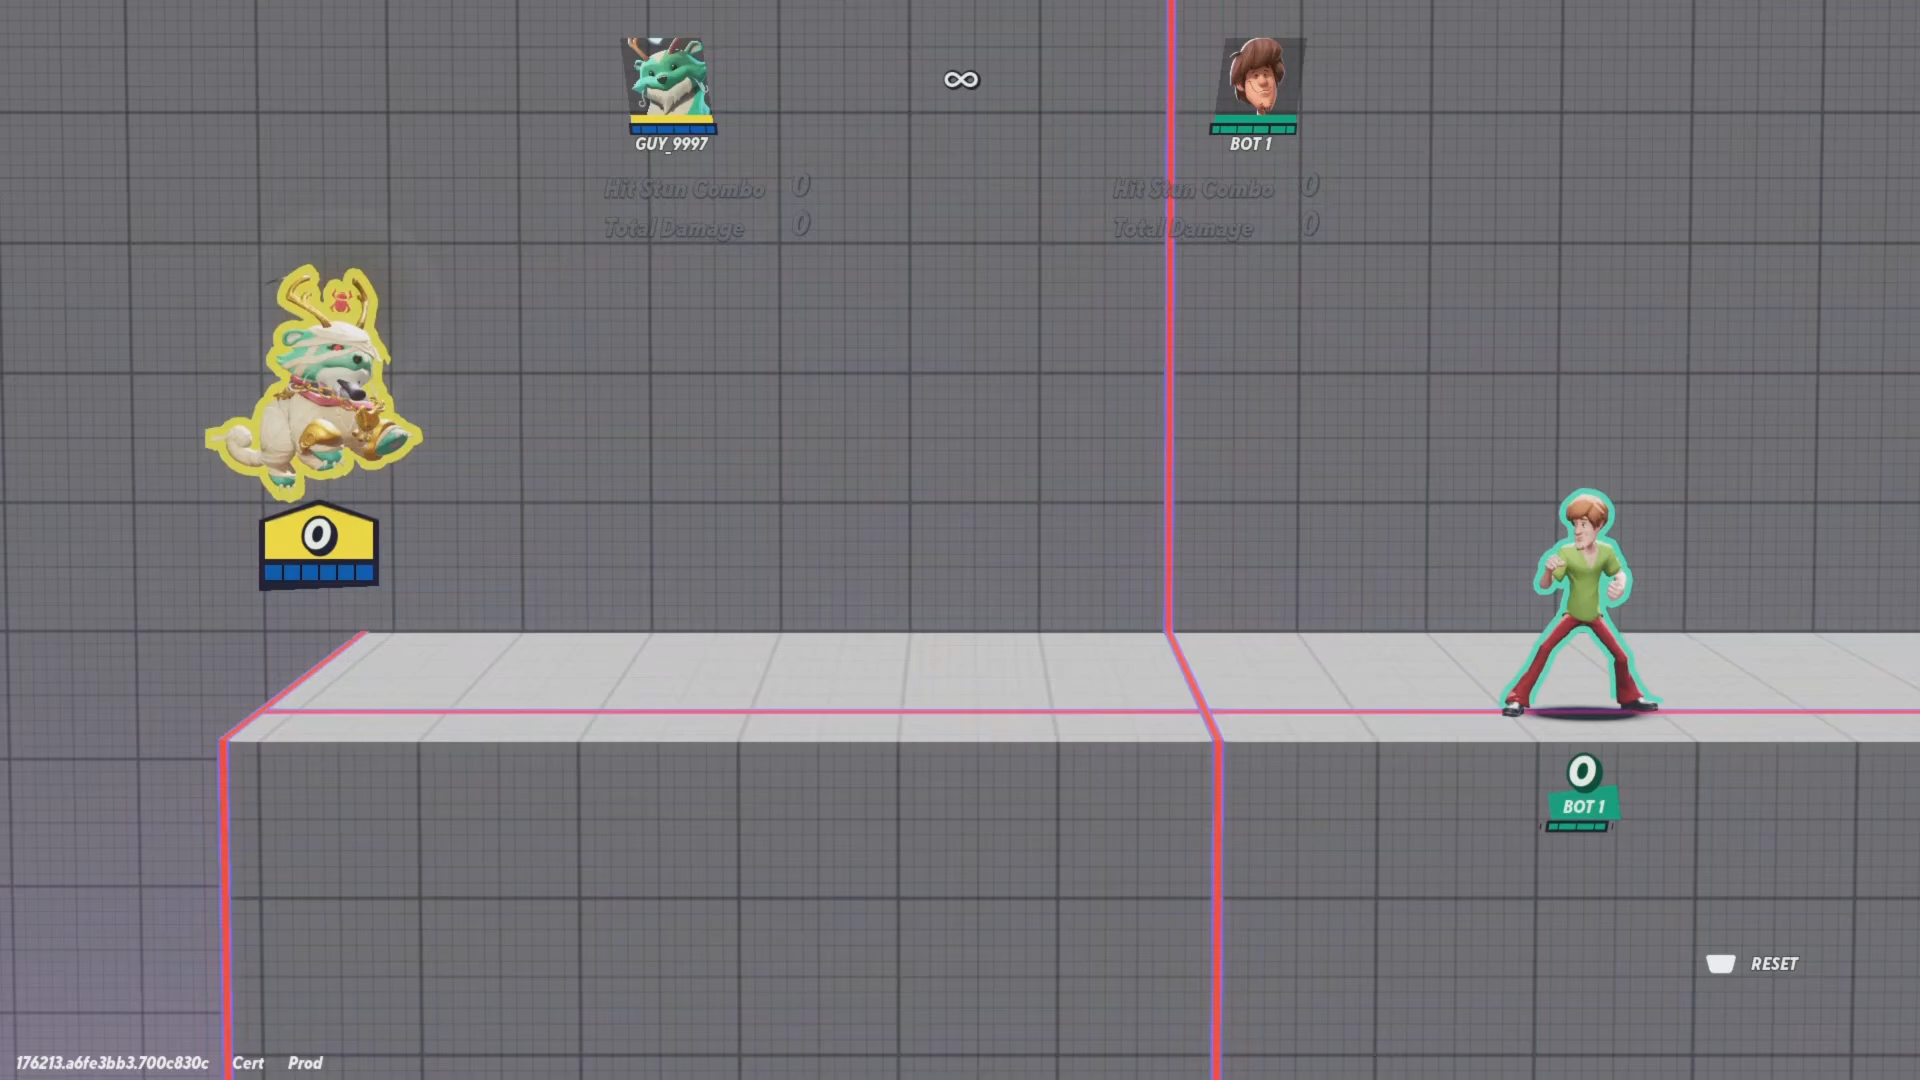 ∞
GUY_9997
BOT 1
Hit Stun Combo 0
Total Damage 0
Hit Stun Combo 0
Total Damage 0
0
0
BOT 1
RESET
176213.a6fe3bb3.700c830c Cert Prod